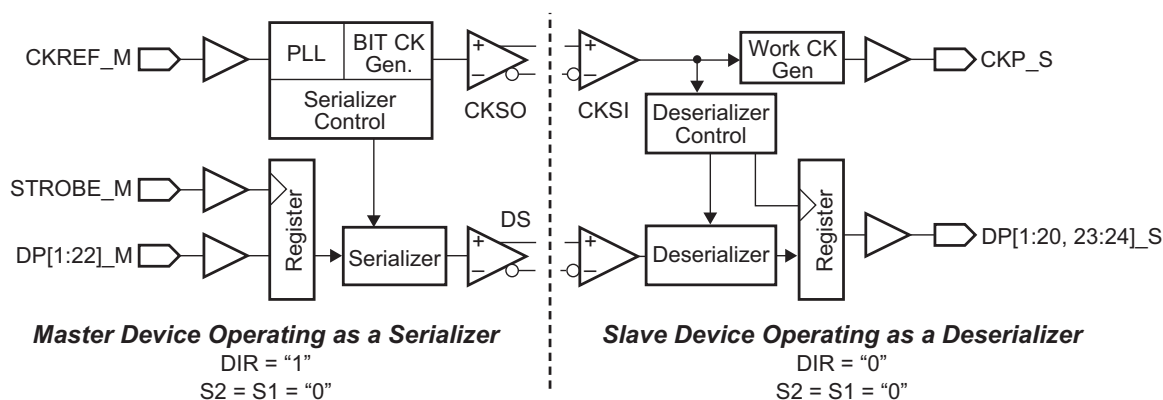 CKREF_M
PLL
BIT CK
Gen.
Serializer
Control
+
−
CKSO
STROBE_M
DP[1:22]_M
Register
Serializer
+
−
DS
Master Device Operating as a Serializer
DIR = “1”
S2 = S1 = “0”
+
−
CKSI
Work CK
Gen
CKP_S
Deserializer
Control
+
−
Deserializer
Register
DP[1:20, 23:24]_S
Slave Device Operating as a Deserializer
DIR = “0”
S2 = S1 = “0”